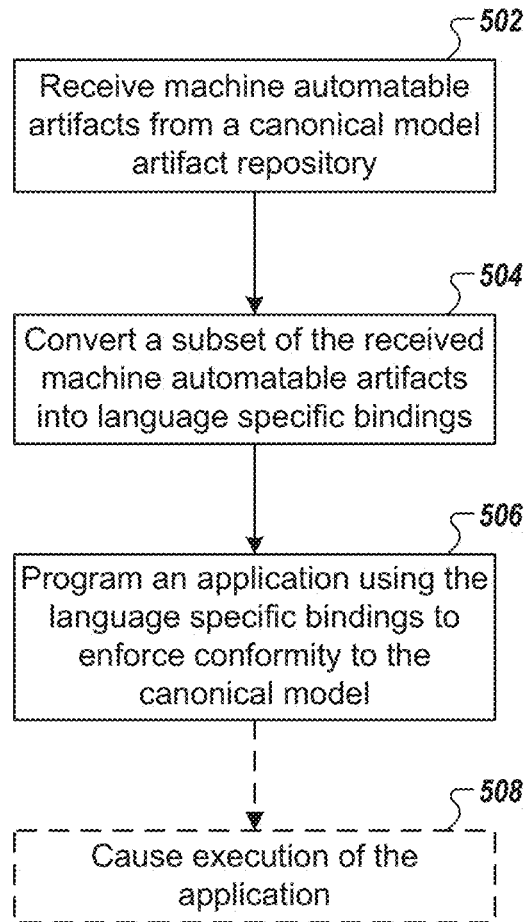 502
Receive machine automatable
artifacts from a canonical model
artifact repository
504
Convert a subset of the received
machine automatable artifacts
into language specific bindings
506
Program an application using the
language specific bindings to
enforce conformity to the
canonical model
508
Cause execution of the
application